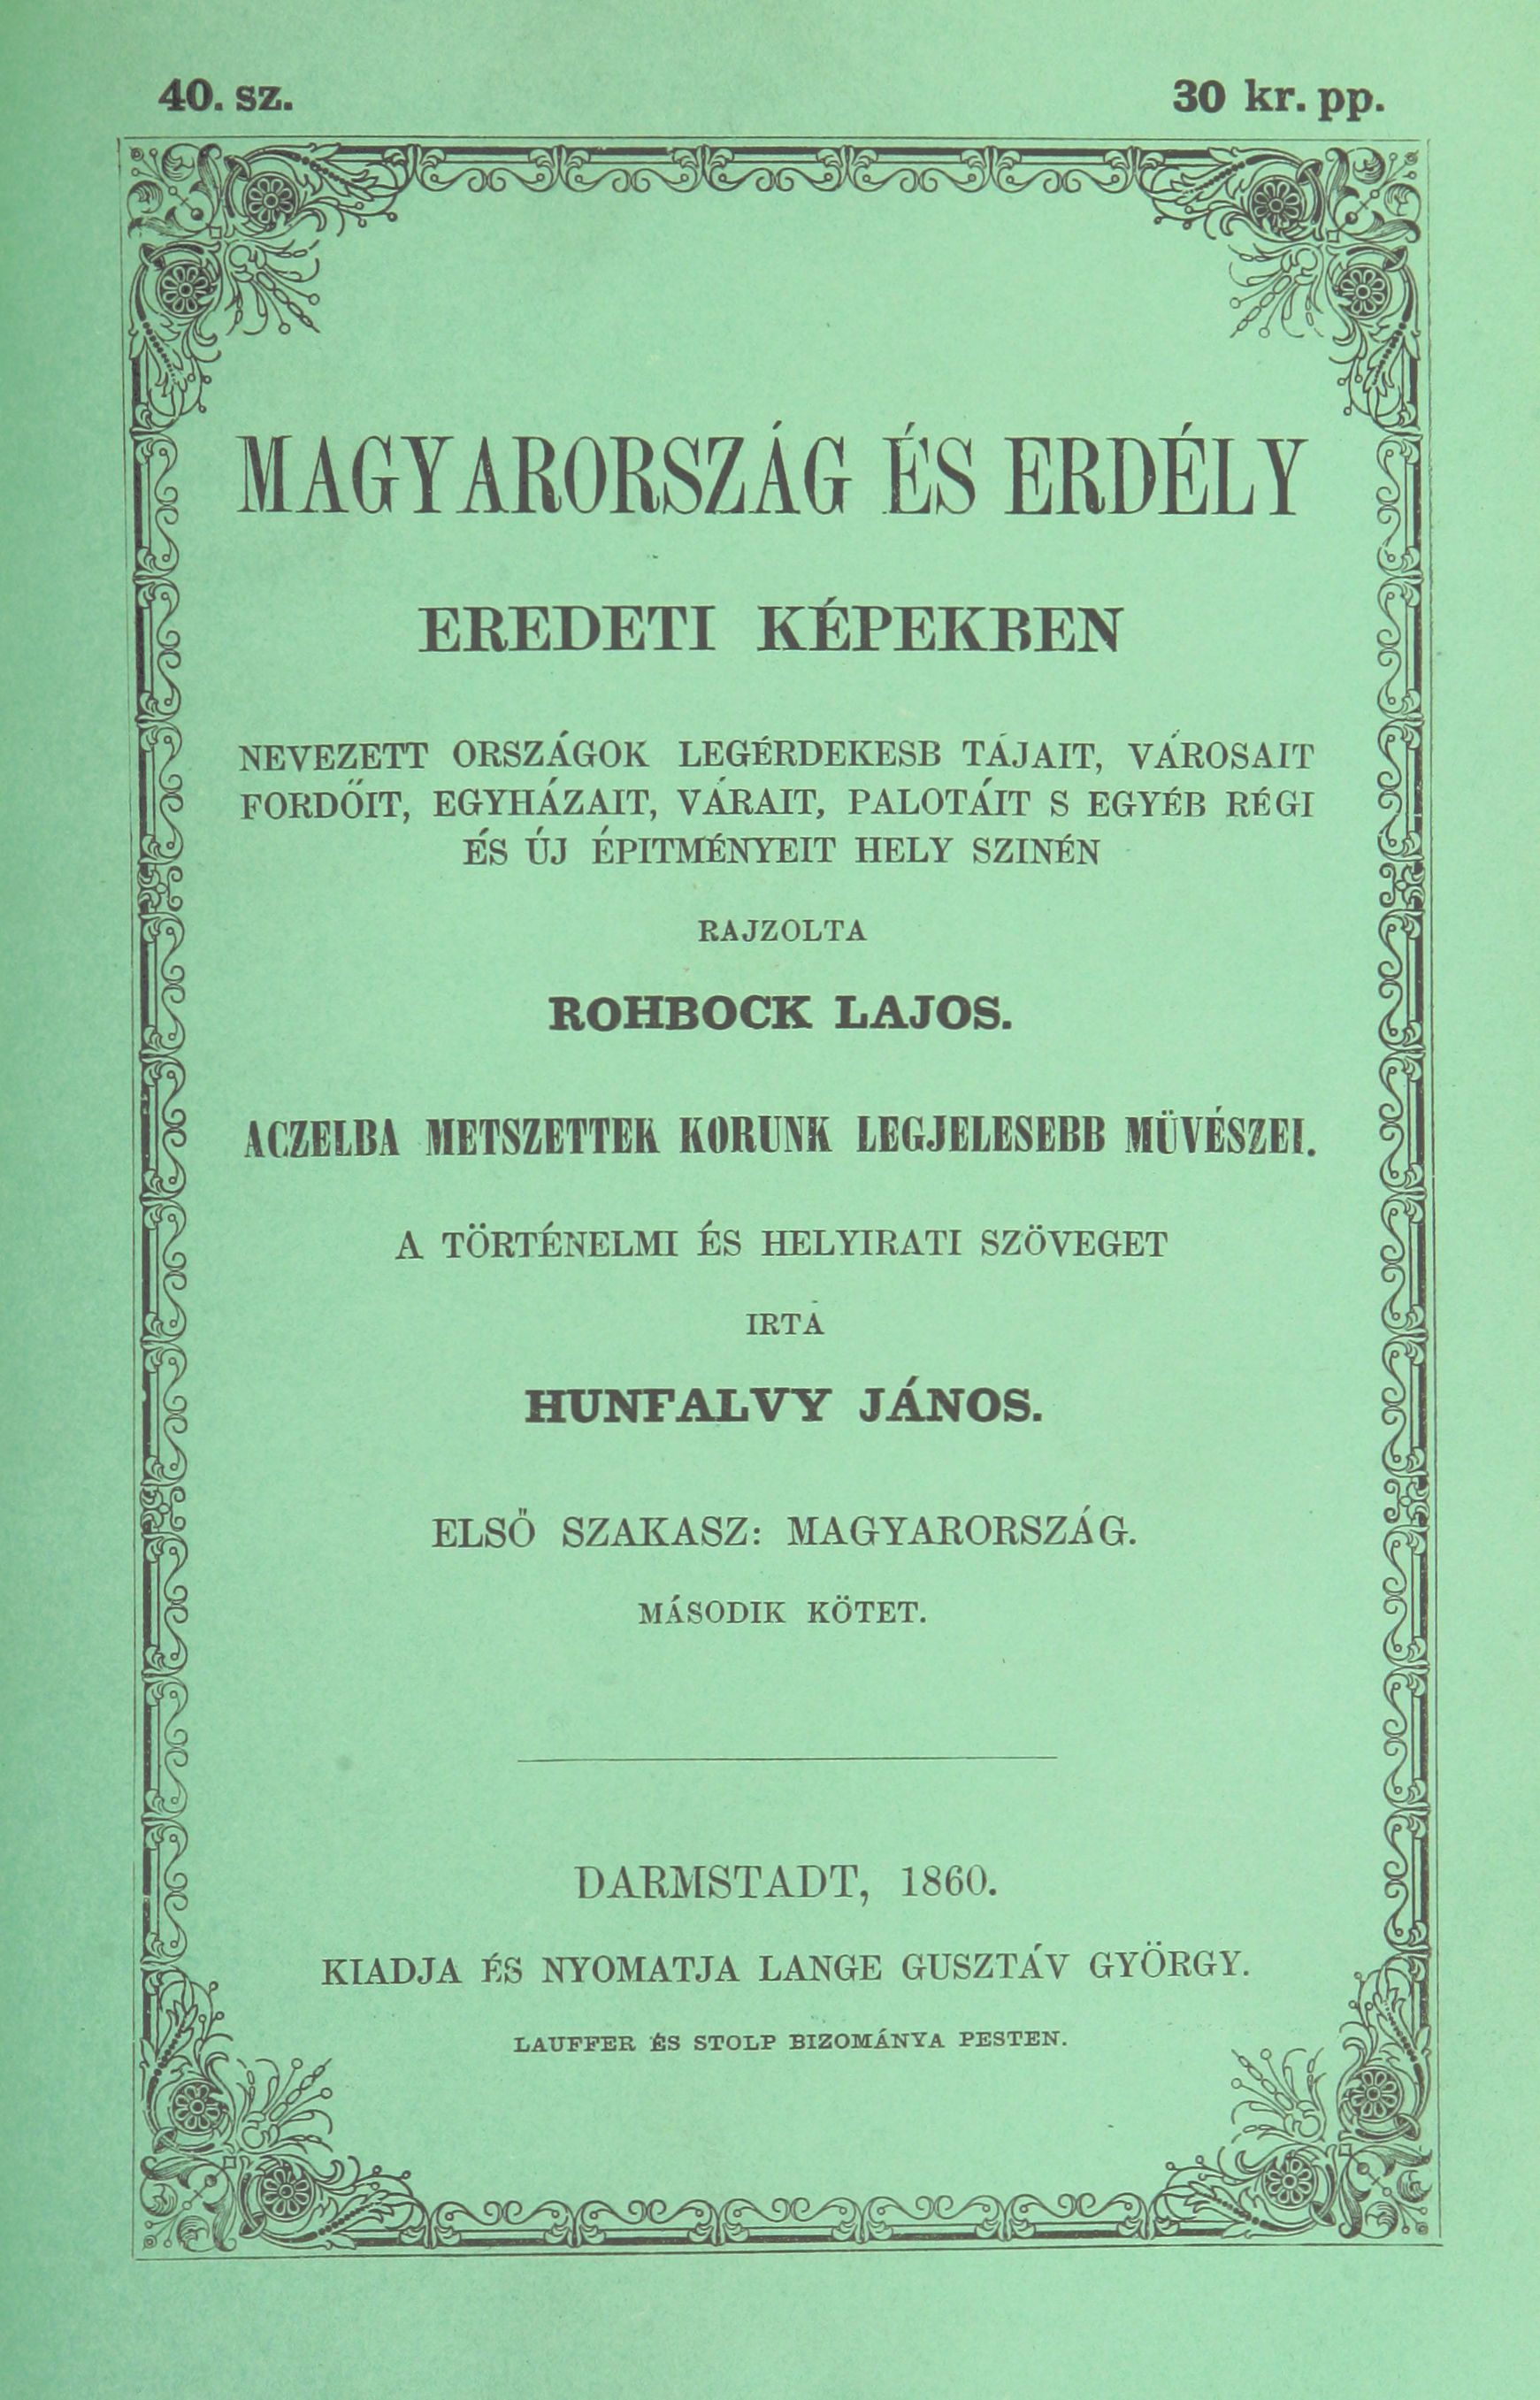 40. sz.
30 kr. pp.
MAGYARORSZÁG ÉS ERDÉLY
EREDETI KÉPEKBEN
NEVEZETT ORSZÁGOK LEGÉRDEKESB TÁJAIT, VÁROSAIT
FORDŐIT, EGYHÁZAIT, VÁRAIT, PALOTÁIT S EGYÉB RÉGI
ÉS ÚJ ÉPITMÉNYEIT HELY SZINÉN
RAJZOLTA
ROHBOCK LAJOS.
ACZELBA METSZETTEK KORUNK LEGJELESEBB MÜVÉSZEI.
A TÖRTÉNELMI ÉS HELYIRATI SZÖVEGET
IRTA
HUNFALVY JÁNOS.
ELSŐ SZAKASZ: MAGYARORSZÁG.
MÁSODIK KÖTET.
DARMSTADT, 1860.
KIADJA ÉS NYOMATJA LANGE GUSZTÁV GYÖRGY.
LAUFFER ÉS STOLP BIZOMÁNYA PESTEN.